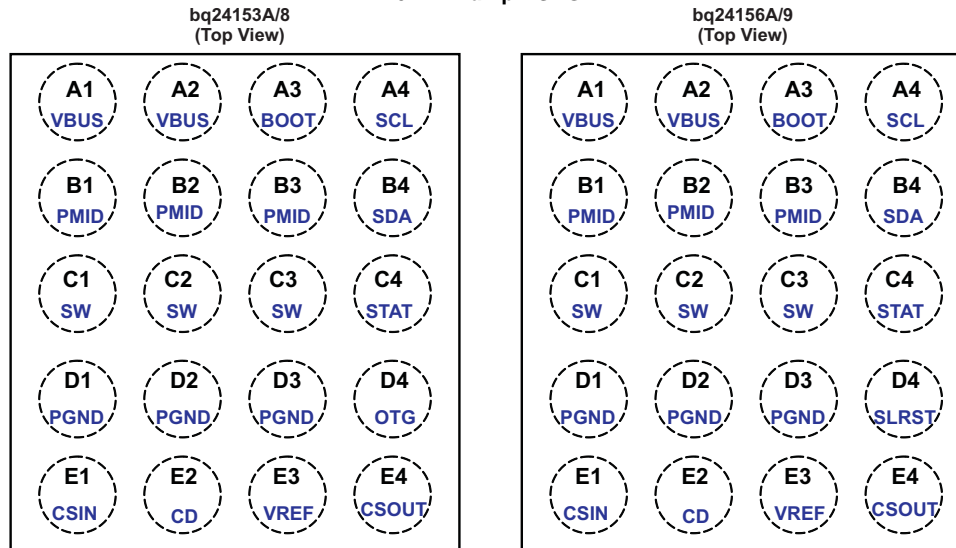 bq24153A/8
(Top View)
A1 A2 A3 A4
VBUS VBUS BOOT SCL
B1 B2 B3 B4
PMID PMID PMID SDA
C1 C2 C3 C4
SW SW SW STAT
D1 D2 D3 D4
PGND PGND PGND OTG
E1 E2 E3 E4
CSIN CD VREF CSOUT
bq24156A/9
(Top View)
A1 A2 A3 A4
VBUS VBUS BOOT SCL
B1 B2 B3 B4
PMID PMID PMID SDA
C1 C2 C3 C4
SW SW SW STAT
D1 D2 D3 D4
PGND PGND PGND SLRST
E1 E2 E3 E4
CSIN CD VREF CSOUT